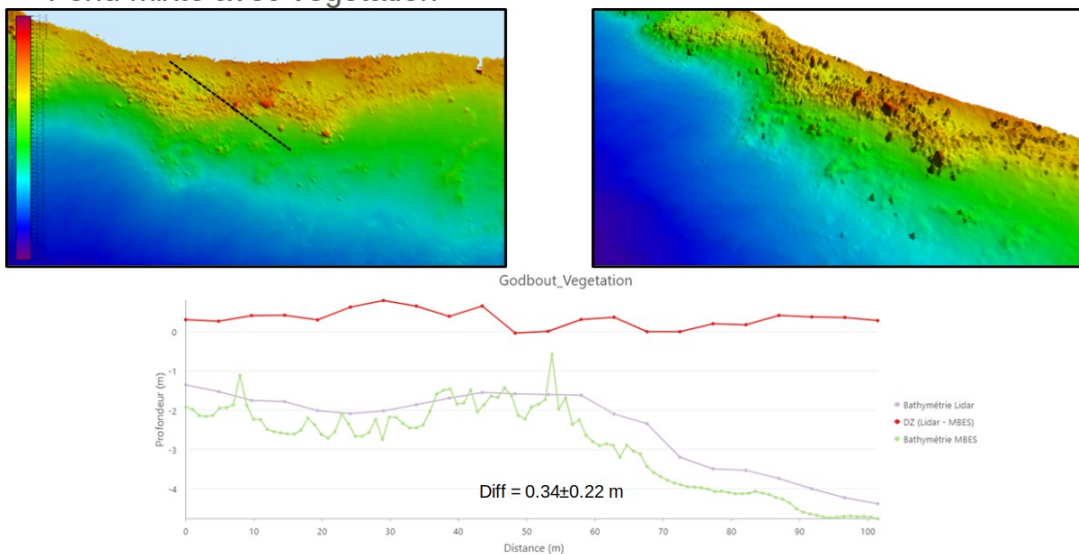 Godbout_Vegetation
Profondeur (m)
0
-1
-2
-3
-4
0
10
20
30
40
50
60
70
80
90
100
Distance (m)
Diff = 0.34±0.22 m
Bathymétrie Lidar
DZ (Lidar - MBES)
Bathymétrie MBES